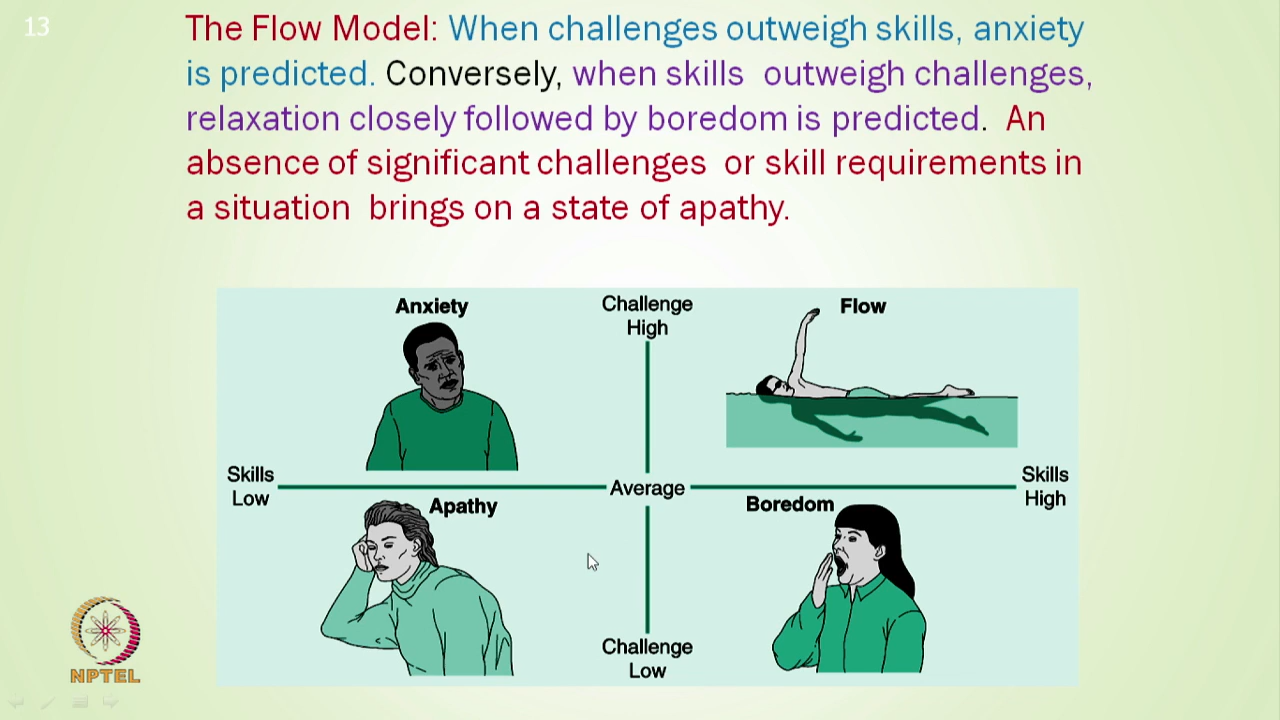 13
The Flow Model: When challenges outweigh skills, anxiety
is predicted. Conversely, when skills outweigh challenges,
relaxation closely followed by boredom is predicted. An
absence of significant challenges or skill requirements in
a situation brings on a state of apathy.
Anxiety
Challenge
High
Flow
Skills
Low
Average
Skills
High
Apathy
Boredom
Challenge
Low
NPTEL